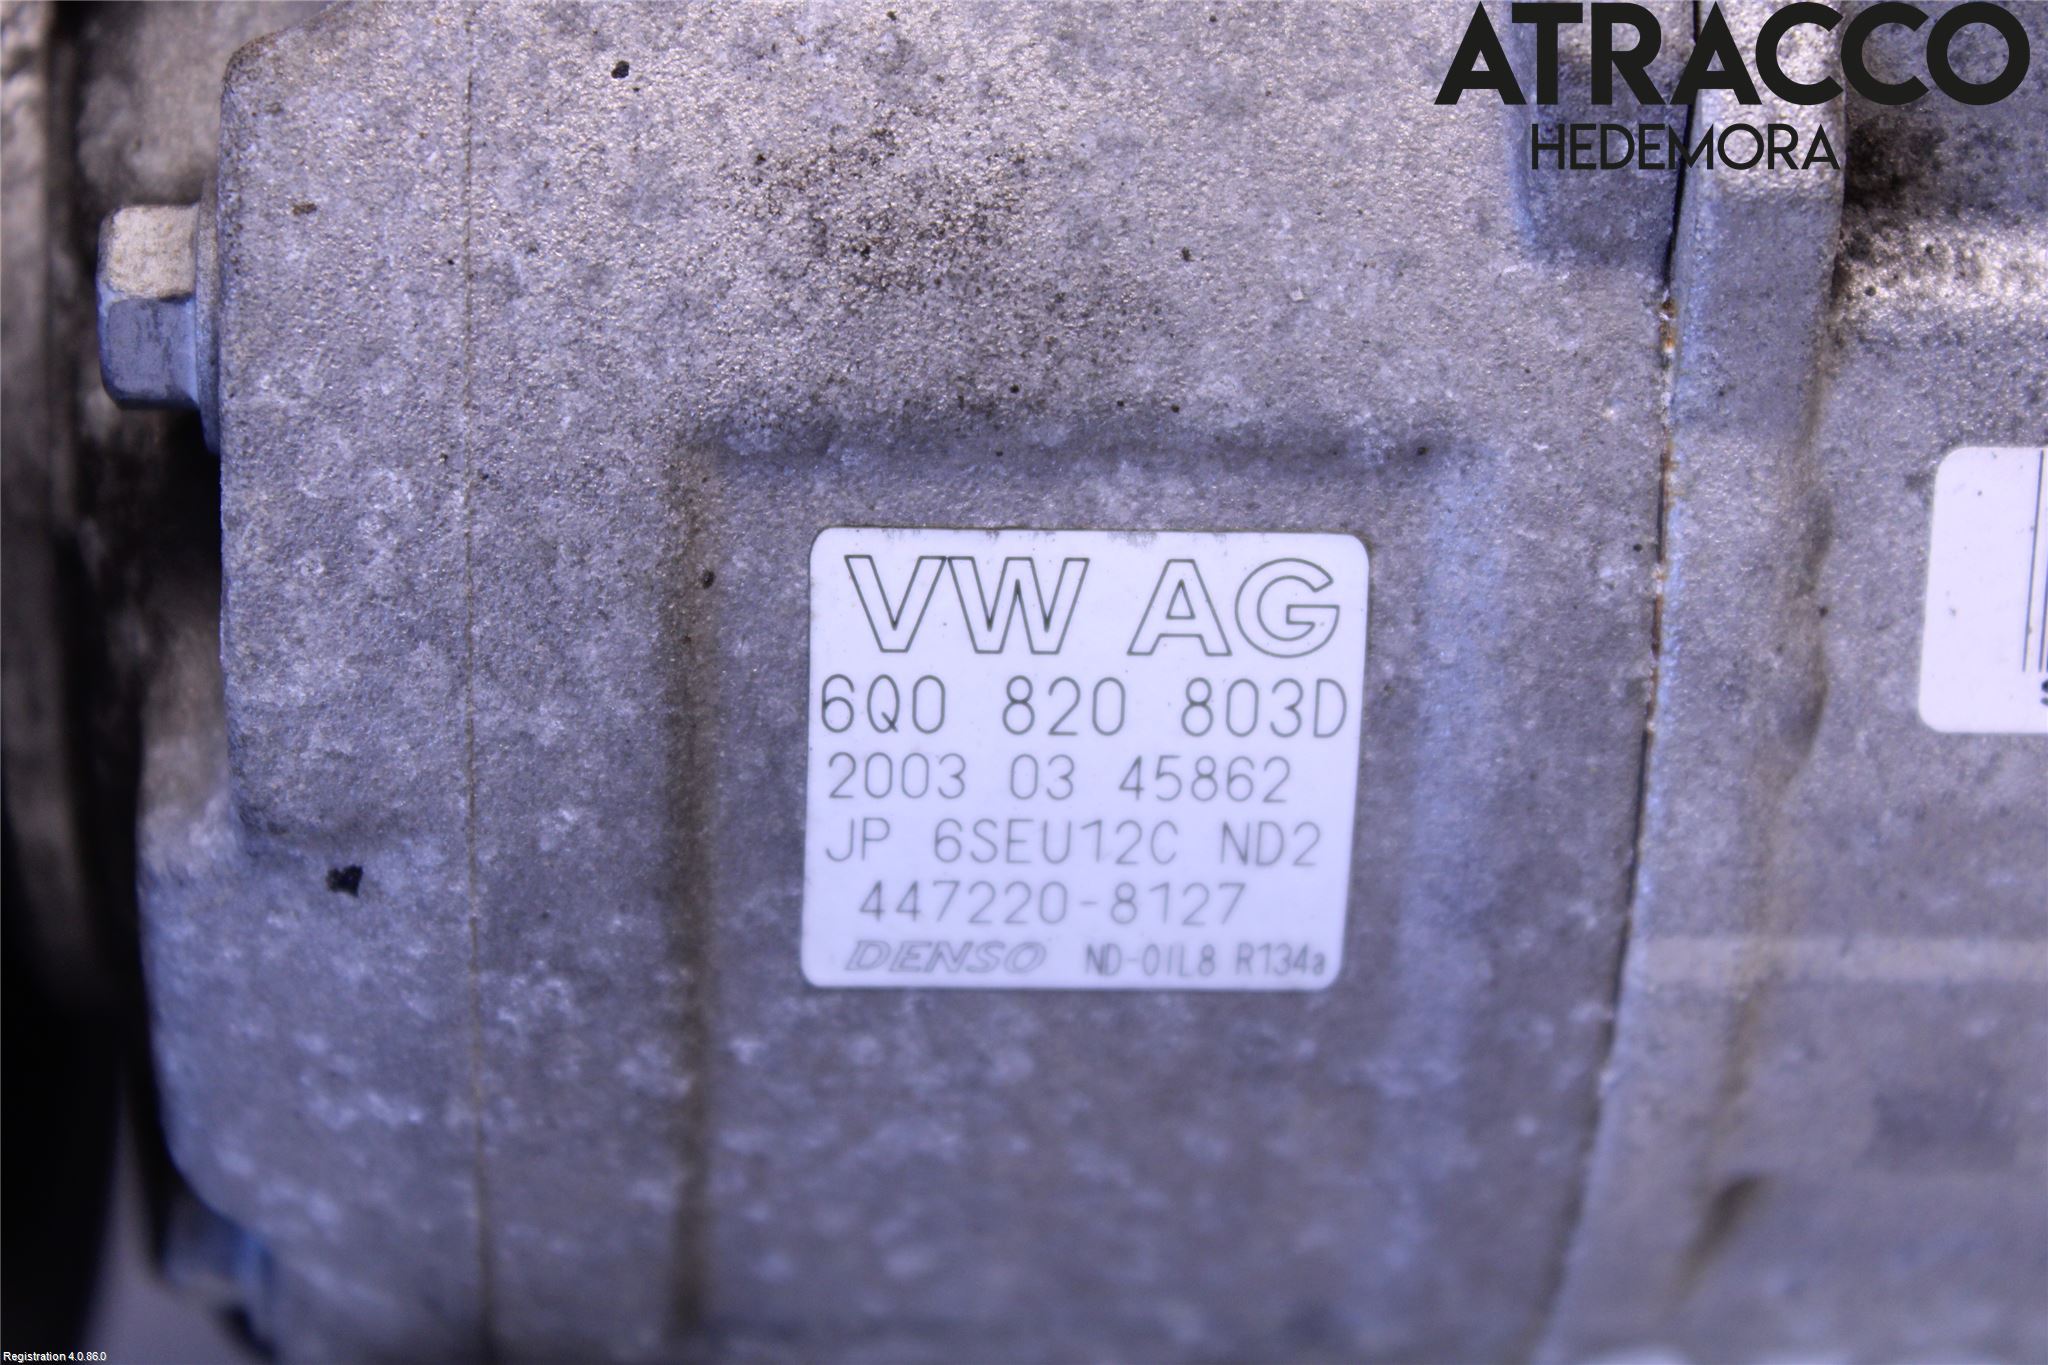 ATRACCO
HEDEMORA
VW AG
6Q0 820 803D
2003 03 45862
JP 6SEU12C ND2
447220-8127
DENSO ND-OIL8 R134a
Registration 4.0.86.0